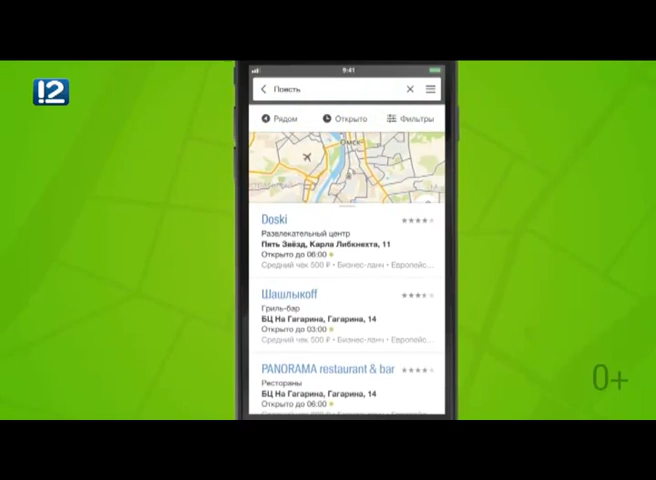 12
9:41
Поесть
Рядом
Открыто
Фильтры
Омск
Doski
Развлекательный центр
Пять Звёзд, Карла Либкнехта, 11
Открыто до 06:00
Средний чек 500 ₽ • Бизнес-ланч • Европейс...
Шашлыкоff
Гриль-бар
БЦ На Гагарина, Гагарина, 14
Открыто до 03:00
Средний чек 500 ₽ • Бизнес-ланч • Европейс...
PANORAMA restaurant & bar
Рестораны
БЦ На Гагарина, Гагарина, 14
Открыто до 06:00
0+